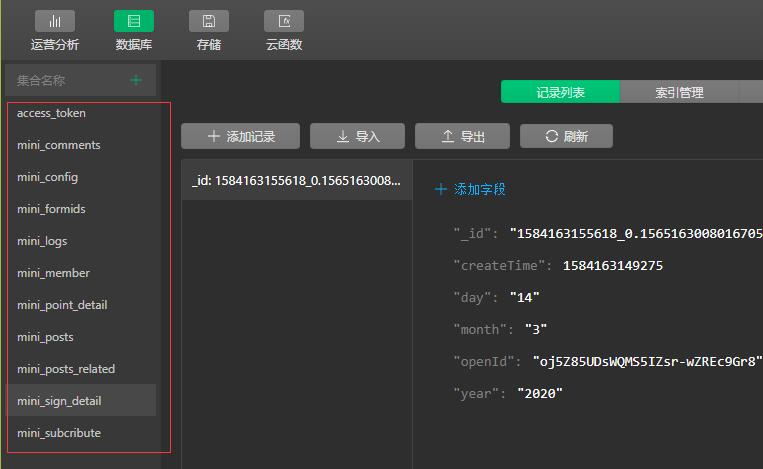 运营分析 数据库 存储 云函数
集合名称 +
记录列表 索引管理
access_token
mini_comments
mini_config
mini_formids
mini_logs
mini_member
mini_point_detail
mini_posts
mini_posts_related
mini_sign_detail
mini_subcribute
+ 添加记录 导入 导出 刷新
_id: 1584163155618_0.1565163008...
+ 添加字段
"_id": "1584163155618_0.1565163008016705
"createTime": 1584163149275
"day": "14"
"month": "3"
"openId": "oj5Z85UDsWQMS5IZsr-wZREc9Gr8"
"year": "2020"